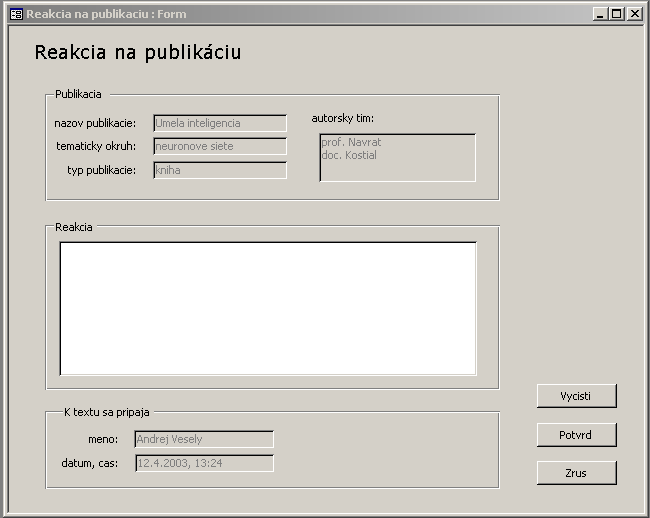 Reakcia na publikaciu : Form
Reakcia na publikáciu
Publikacia
nazov publikacie: Umela inteligencia
tematicky okruh: neuronove siete
typ publikacie: kniha
autorsky tim:
prof. Navrat
doc. Kostial
Reakcia
K textu sa pripaja
meno: Andrej Vesely
datum, cas: 12.4.2003, 13:24
Vycisti
Potvrd
Zrus